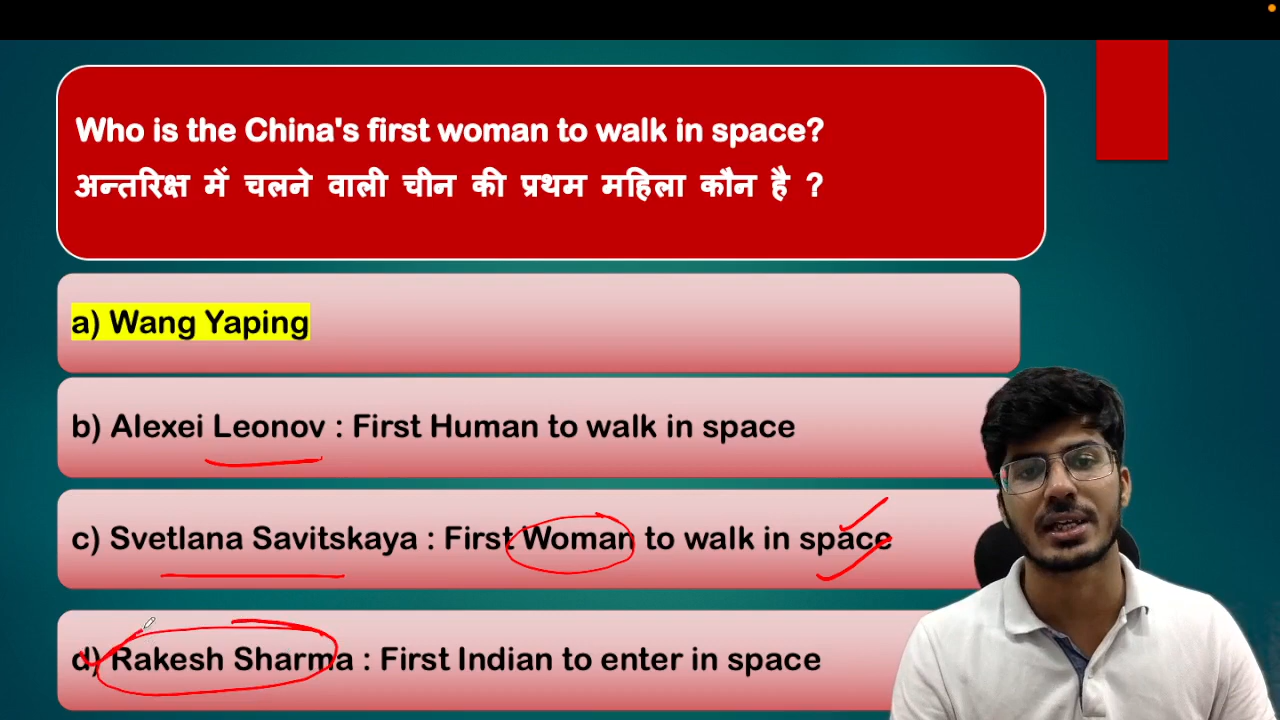 Who is the China's first woman to walk in space?
अन्तरिक्ष में चलने वाली चीन की प्रथम महिला कौन है ?
a) Wang Yaping
b) Alexei Leonov : First Human to walk in space
c) Svetlana Savitskaya : First Woman to walk in space
d) Rakesh Sharma : First Indian to enter in space